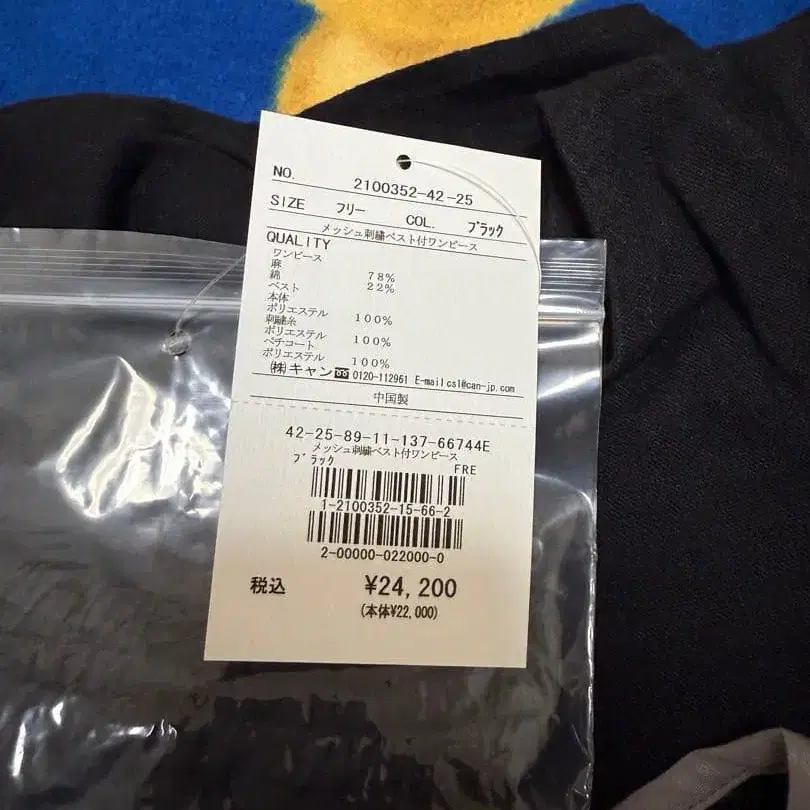 NO. 2100352-42-25
SIZE フリー COL. ブラック
メッシュ刺繍ベスト付ワンピース
QUALITY
ワンピース
麻 78%
綿 22%
ベスト
本体
ポリエステル 100%
刺繍糸
ポリエステル 100%
ペチコート
ポリエステル 100%
(株)キャン 0120-112961 E-mail cs1@can-jp.com
中国製
42-25-89-11-137-66744E
メッシュ刺繍ベスト付ワンピース
ブラック FRE
1-2100352-15-66-2
2-00000-022000-0
税込 ¥24,200
(本体¥22,000)